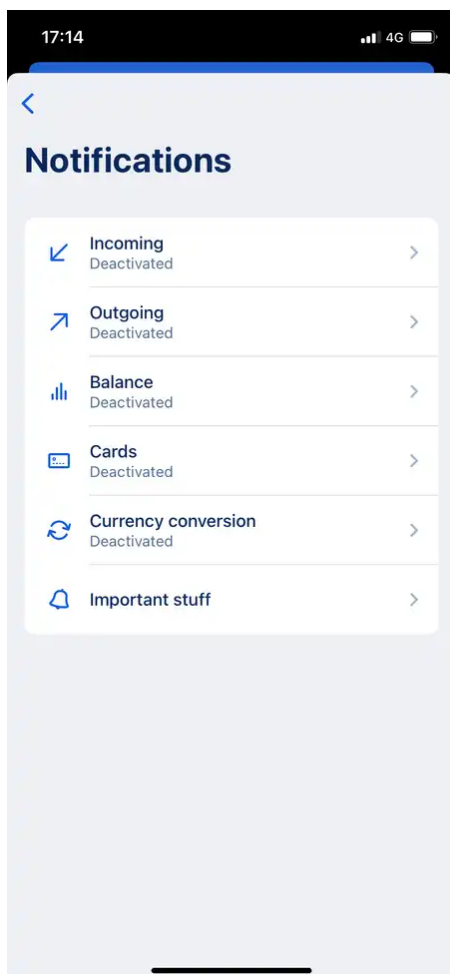 17:14
4G
Notifications
Incoming
Deactivated
Outgoing
Deactivated
Balance
Deactivated
Cards
Deactivated
Currency conversion
Deactivated
Important stuff